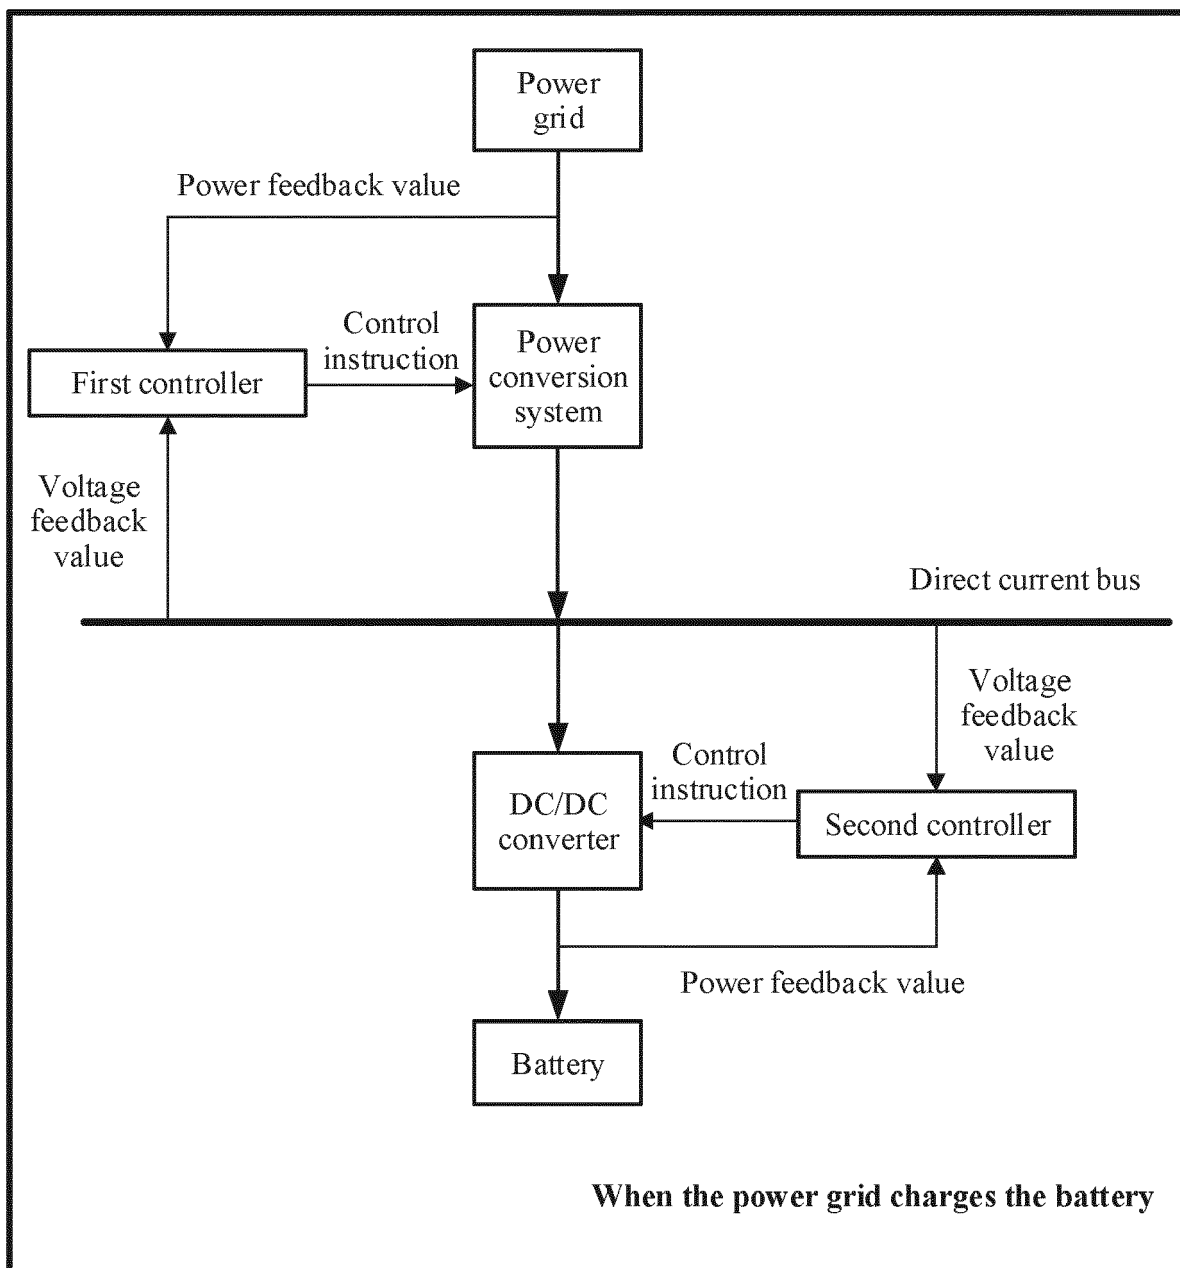 Power
grid
Power feedback value
Control
instruction
First controller
Power
conversion
system
Voltage
feedback
value
Direct current bus
Voltage
feedback
value
Control
instruction
DC/DC
converter
Second controller
Power feedback value
Battery
When the power grid charges the battery